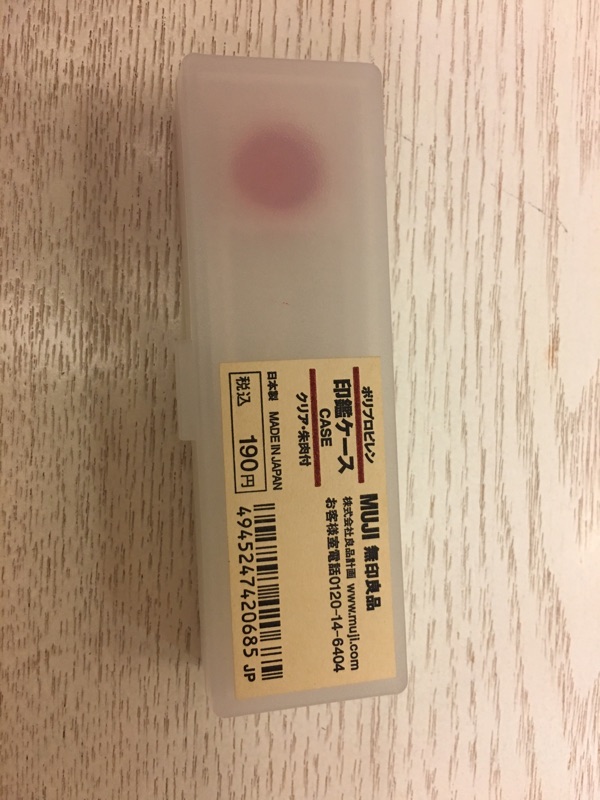 ポリプロピレン
印鑑ケース
CASE
クリア・朱肉付
日本製 MADE IN JAPAN
税込 190円
MUJI 無印良品
株式会社良品計画 www.muji.com
お客様室電話0120-14-6404
4945247420685 JP